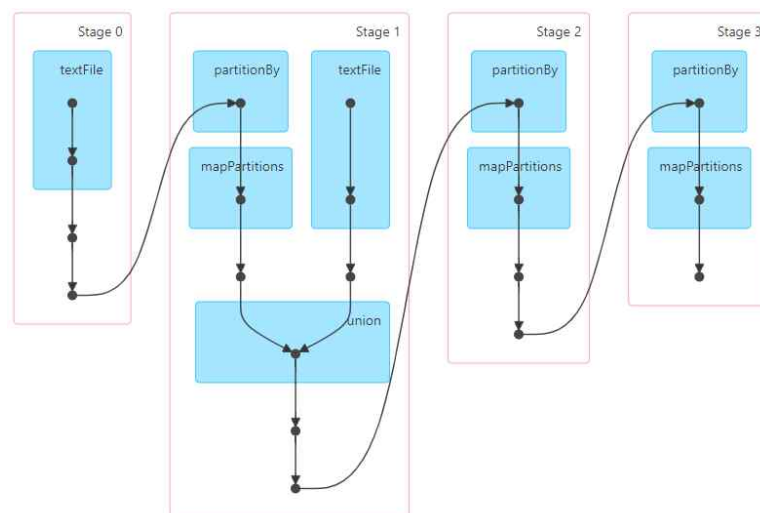 Stage 0
textFile
Stage 1
partitionBy
textFile
mapPartitions
union
Stage 2
partitionBy
mapPartitions
Stage 3
partitionBy
mapPartitions